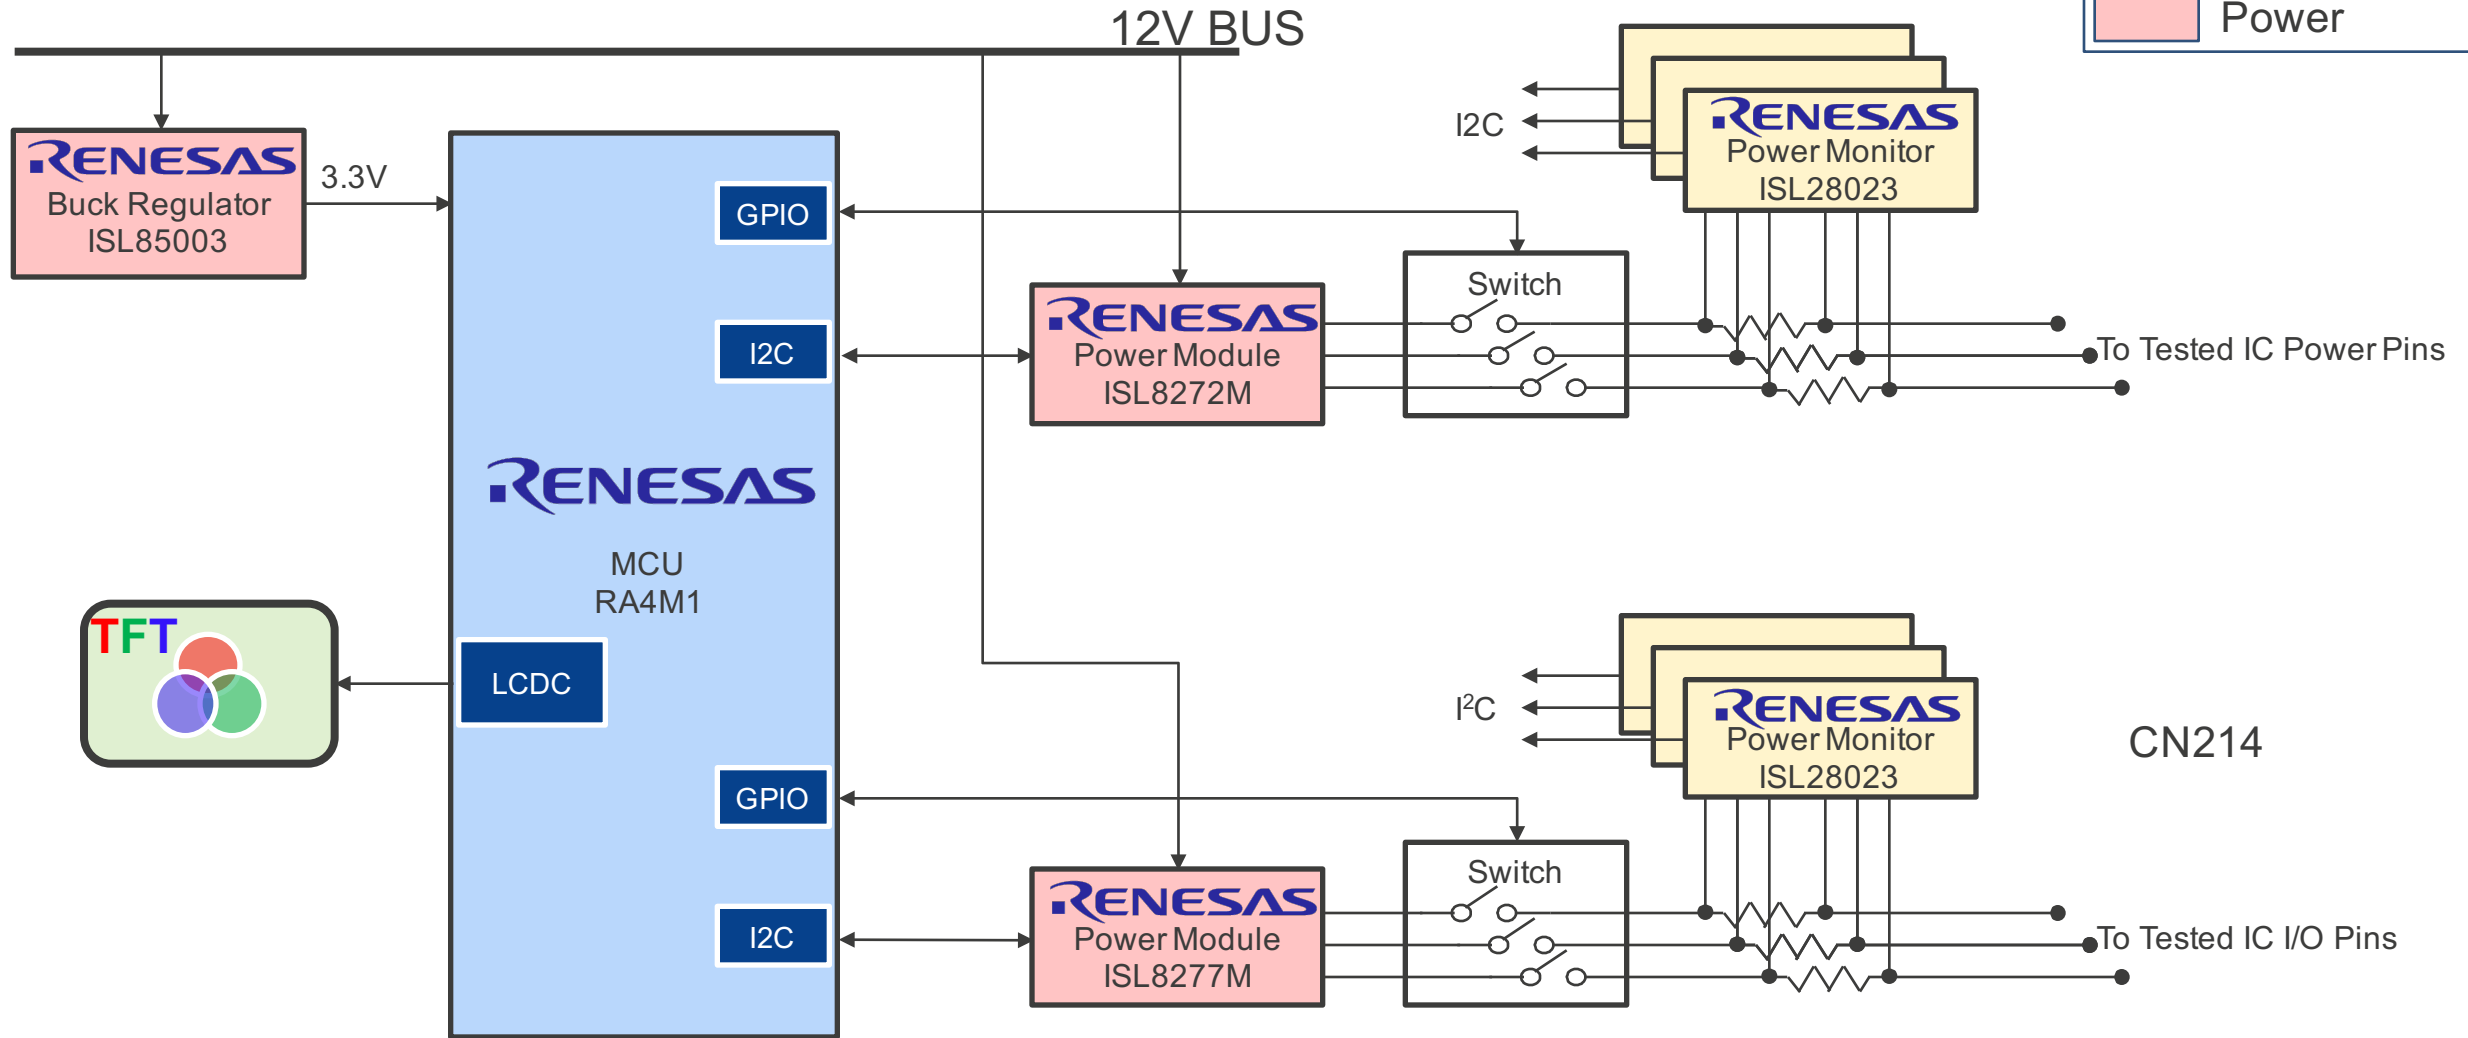 12V BUS
Power
RENESAS
Buck Regulator
ISL85003
3.3V
GPIO
I2C
RENESAS
MCU
RA4M1
LCDC
GPIO
I2C
TFT
RENESAS
Power Module
ISL8272M
Switch
I2C
RENESAS
Power Monitor
ISL28023
To Tested IC Power Pins
RENESAS
Power Module
ISL8277M
Switch
I²C
RENESAS
Power Monitor
ISL28023
CN214
To Tested IC I/O Pins